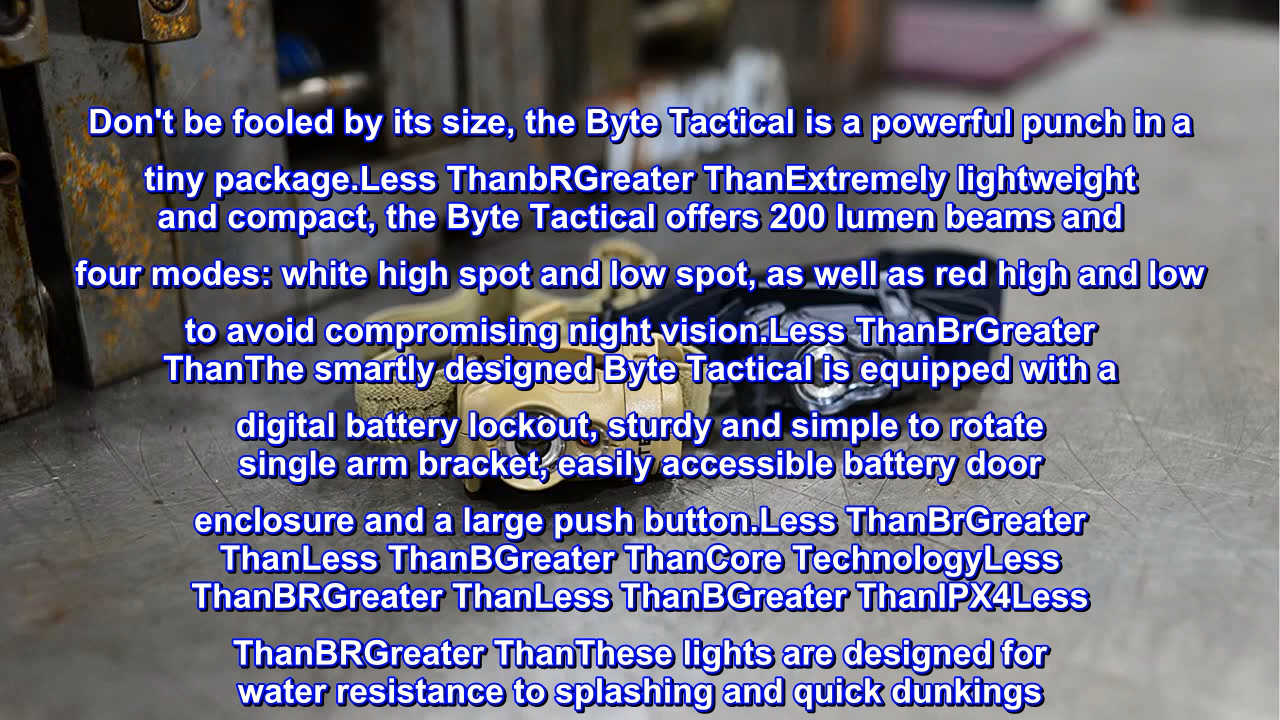 Don't be fooled by its size, the Byte Tactical is a powerful punch in a
tiny package.Less ThanbRGreater ThanExtremely lightweight
and compact, the Byte Tactical offers 200 lumen beams and
four modes: white high spot and low spot, as well as red high and low
to avoid compromising night vision.Less ThanBrGreater
ThanThe smartly designed Byte Tactical is equipped with a
digital battery lockout, sturdy and simple to rotate
single arm bracket, easily accessible battery door
enclosure and a large push button.Less ThanBrGreater
ThanLess ThanBGreater ThanCore TechnologyLess
ThanBRGreater ThanLess ThanBGreater ThanIPX4Less
ThanBRGreater ThanThese lights are designed for
water resistance to splashing and quick dunkings